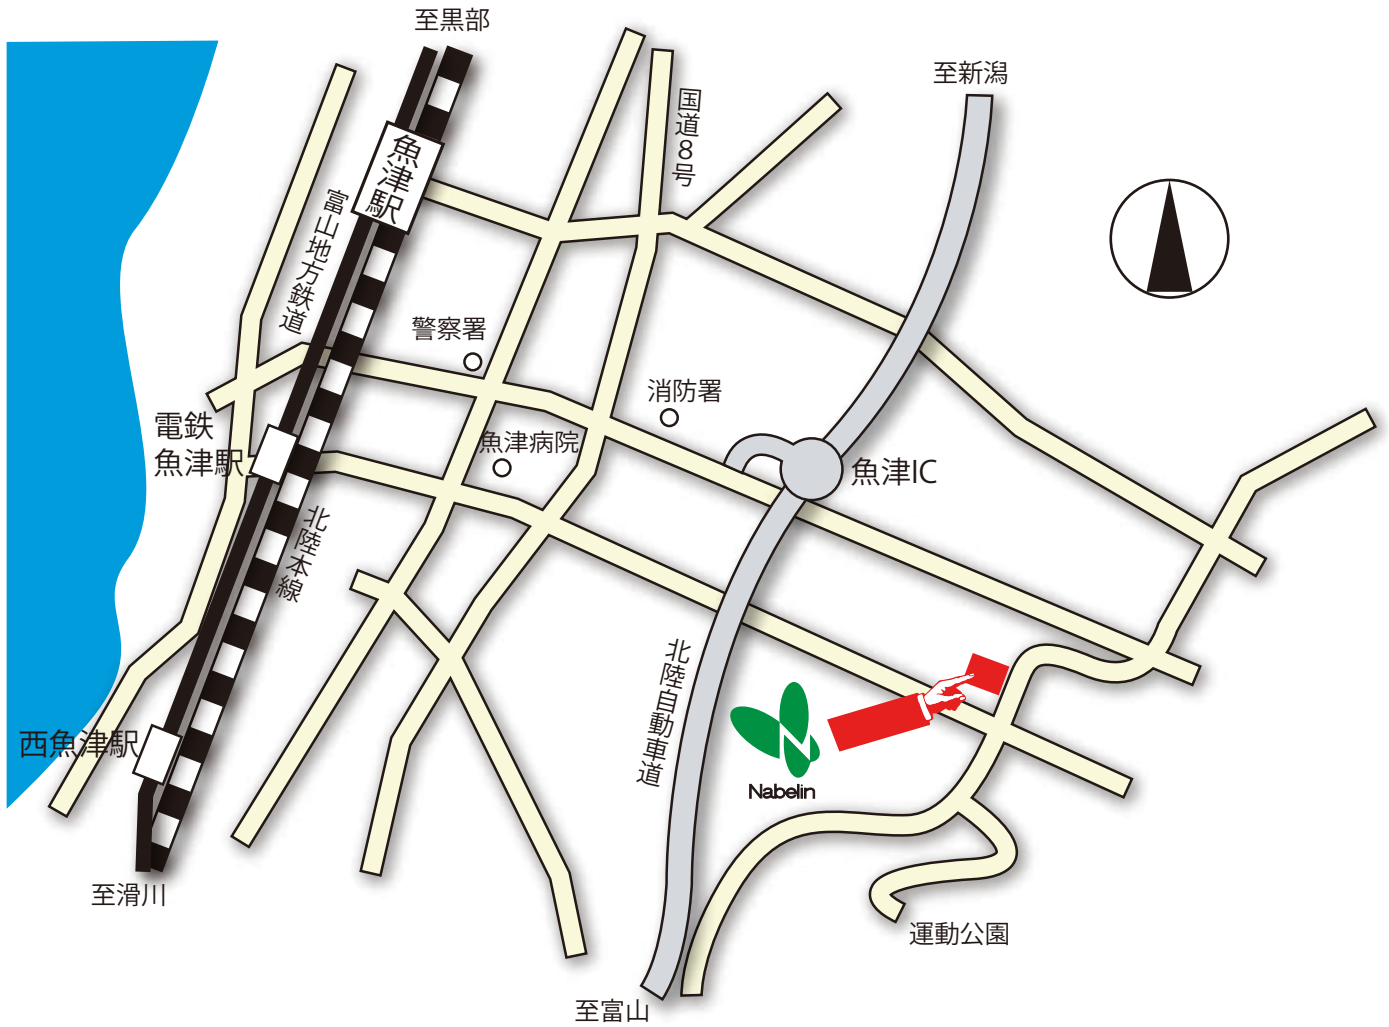 至黒部
至新潟
国道8号
魚津駅
富山地方鉄道
警察署
消防署
電鉄
魚津駅
魚津病院
魚津IC
北陸本線
北陸自動車道
西魚津駅
Nabelin
至滑川
運動公園
至富山